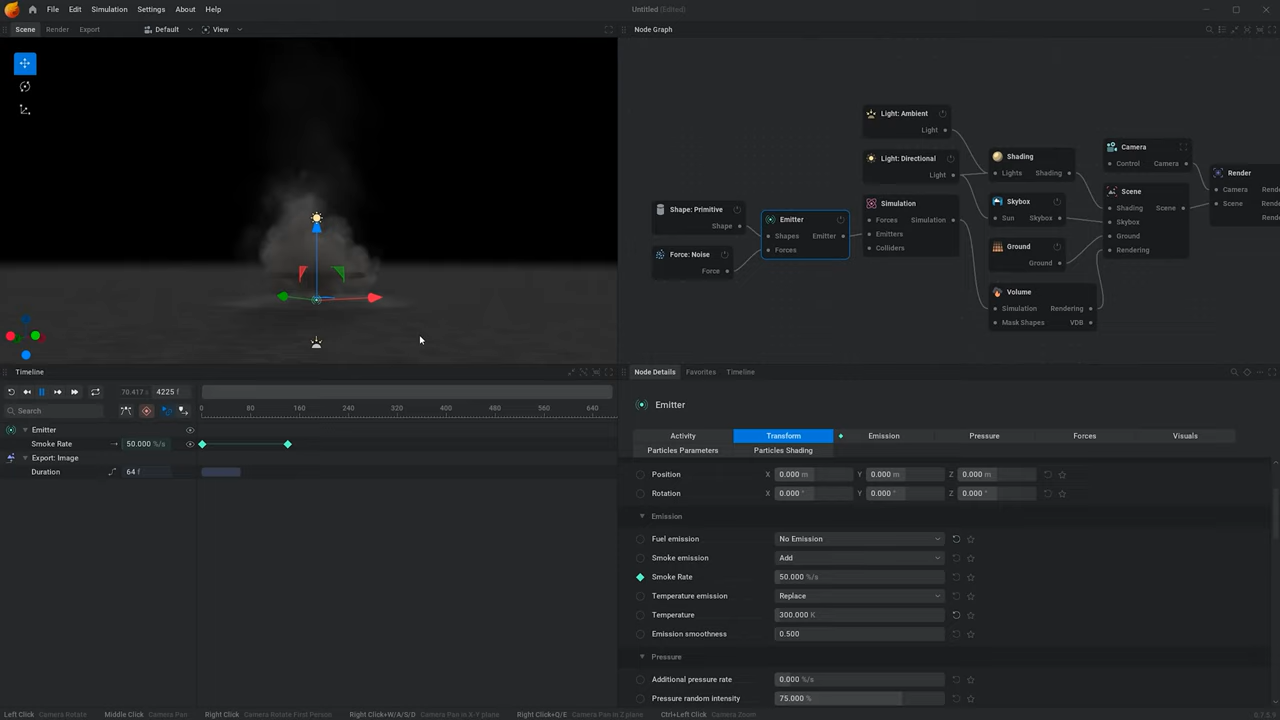 File Edit Simulation Settings About Help
Untitled (Edited)
Scene Render Export Default View
Node Graph
Light: Ambient
Light
Light: Directional
Light
Shape: Primitive
Shape
Force: Noise
Force
Emitter
Shapes Emitter
Forces
Simulation
Forces Simulation
Emitters
Colliders
Shading
Lights Shading
Skybox
Sun Skybox
Ground
Ground
Volume
Simulation Rendering
Mask Shapes VDB
Camera
Control Camera
Scene
Shading Scene
Skybox
Ground
Rendering
Render
Camera Rende
Scene Rende
Rende
Timeline
70.417 s 4225 f
0 80 160 240 320 400 480 560 640
Search
Emitter
Smoke Rate 50.000 %/s
Export: Image
Duration 64 f
Node Details Favorites Timeline
Emitter
Activity Transform Emission Pressure Forces Visuals
Particles Parameters Particles Shading
Position X 0.000 m Y 0.000 m Z 0.000 m
Rotation X 0.000 ° Y 0.000 ° Z 0.000 °
Emission
Fuel emission No Emission
Smoke emission Add
Smoke Rate 50.000 %/s
Temperature emission Replace
Temperature 300.000 K
Emission smoothness 0.500
Pressure
Additional pressure rate 0.000 %/s
Pressure random intensity 75.000 %
Left Click Camera Rotate Middle Click Camera Pan Right Click Camera Rotate First Person Right Click+W/A/S/D Camera Pan in X-Y plane Right Click+Q/E Camera Pan in Z plane Ctrl+Left Click Camera Zoom